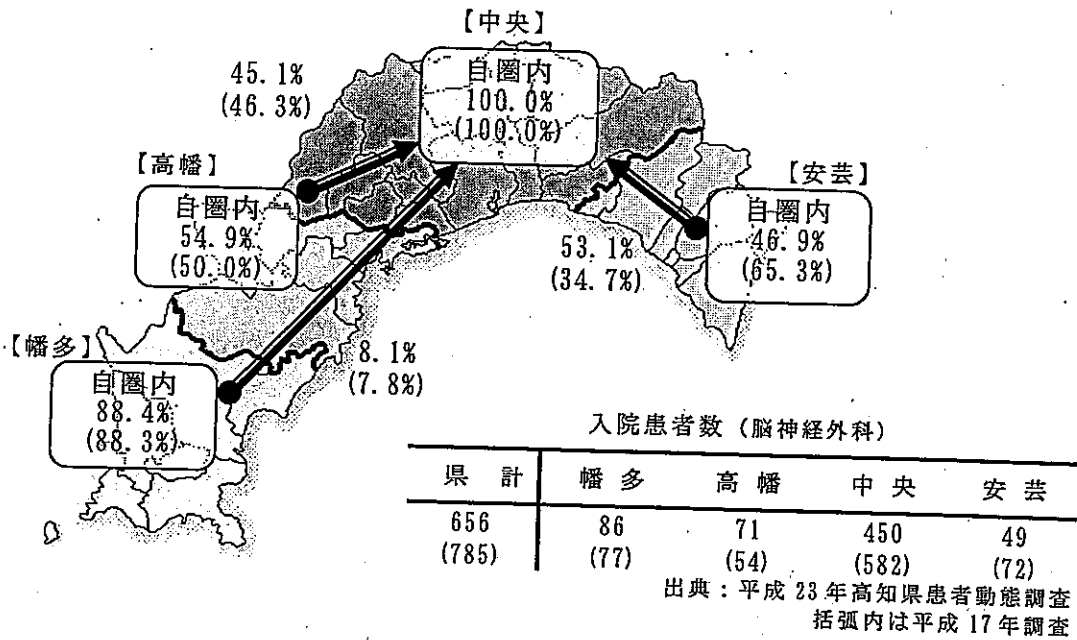 【中央】
自圏内
100.0%
(100.0%)
45.1%
(46.3%)
【高幡】
自圏内
54.9%
(50.0%)
【安芸】
自圏内
46.9%
(65.3%)
53.1%
(34.7%)
【幡多】
自圏内
88.4%
(88.3%)
8.1%
(7.8%)
入院患者数（脳神経外科）
県計 幡多 高幡 中央 安芸
656 86 71 450 49
(785) (77) (54) (582) (72)
出典：平成23年高知県患者動態調査
括弧内は平成17年調査